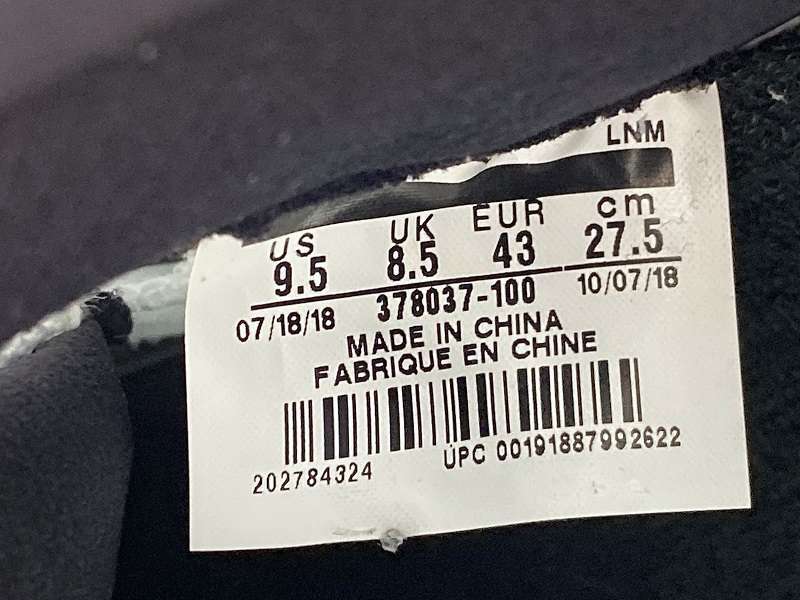 LNM
US UK EUR cm
9.5 8.5 43 27.5
07/18/18 378037-100 10/07/18
MADE IN CHINA
FABRIQUE EN CHINE
202784324 UPC 00191887992622